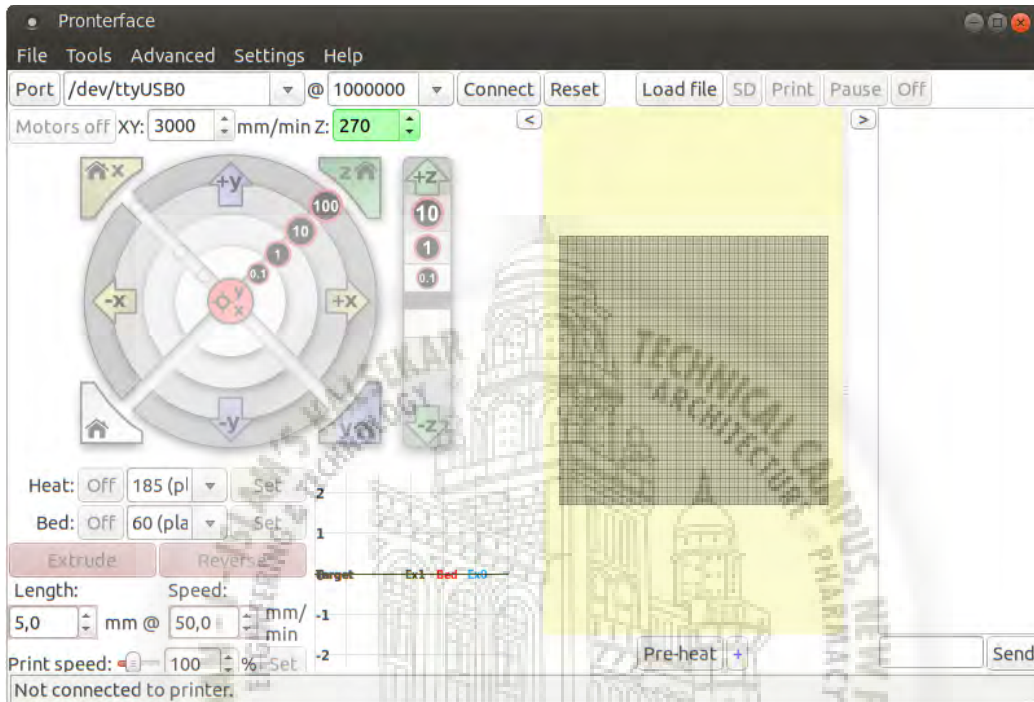 Pronterface
File Tools Advanced Settings Help
Port /dev/ttyUSB0 @ 1000000 Connect Reset Load file SD Print Pause Off
Motors off XY: 3000 mm/min Z: 270 < >
x z +z
+y
100 10
10
1 1
0.1 0.1
-x y x +x
-y y -z
Heat: Off 185 (pl Set
Bed: Off 60 (pla Set
Extrude Reverse
Length: Speed:
5,0 mm @ 50,0 mm/
min
Print speed: 100 % Set
2
1
Target Ex1 Bed Ex0
-1
-2
Pre-heat + Send
Not connected to printer.
TECHNICAL CAMPUS
ARCHITECTURE
KALSEKAR
ENGINEERING & TECHNOLOGY
NEW